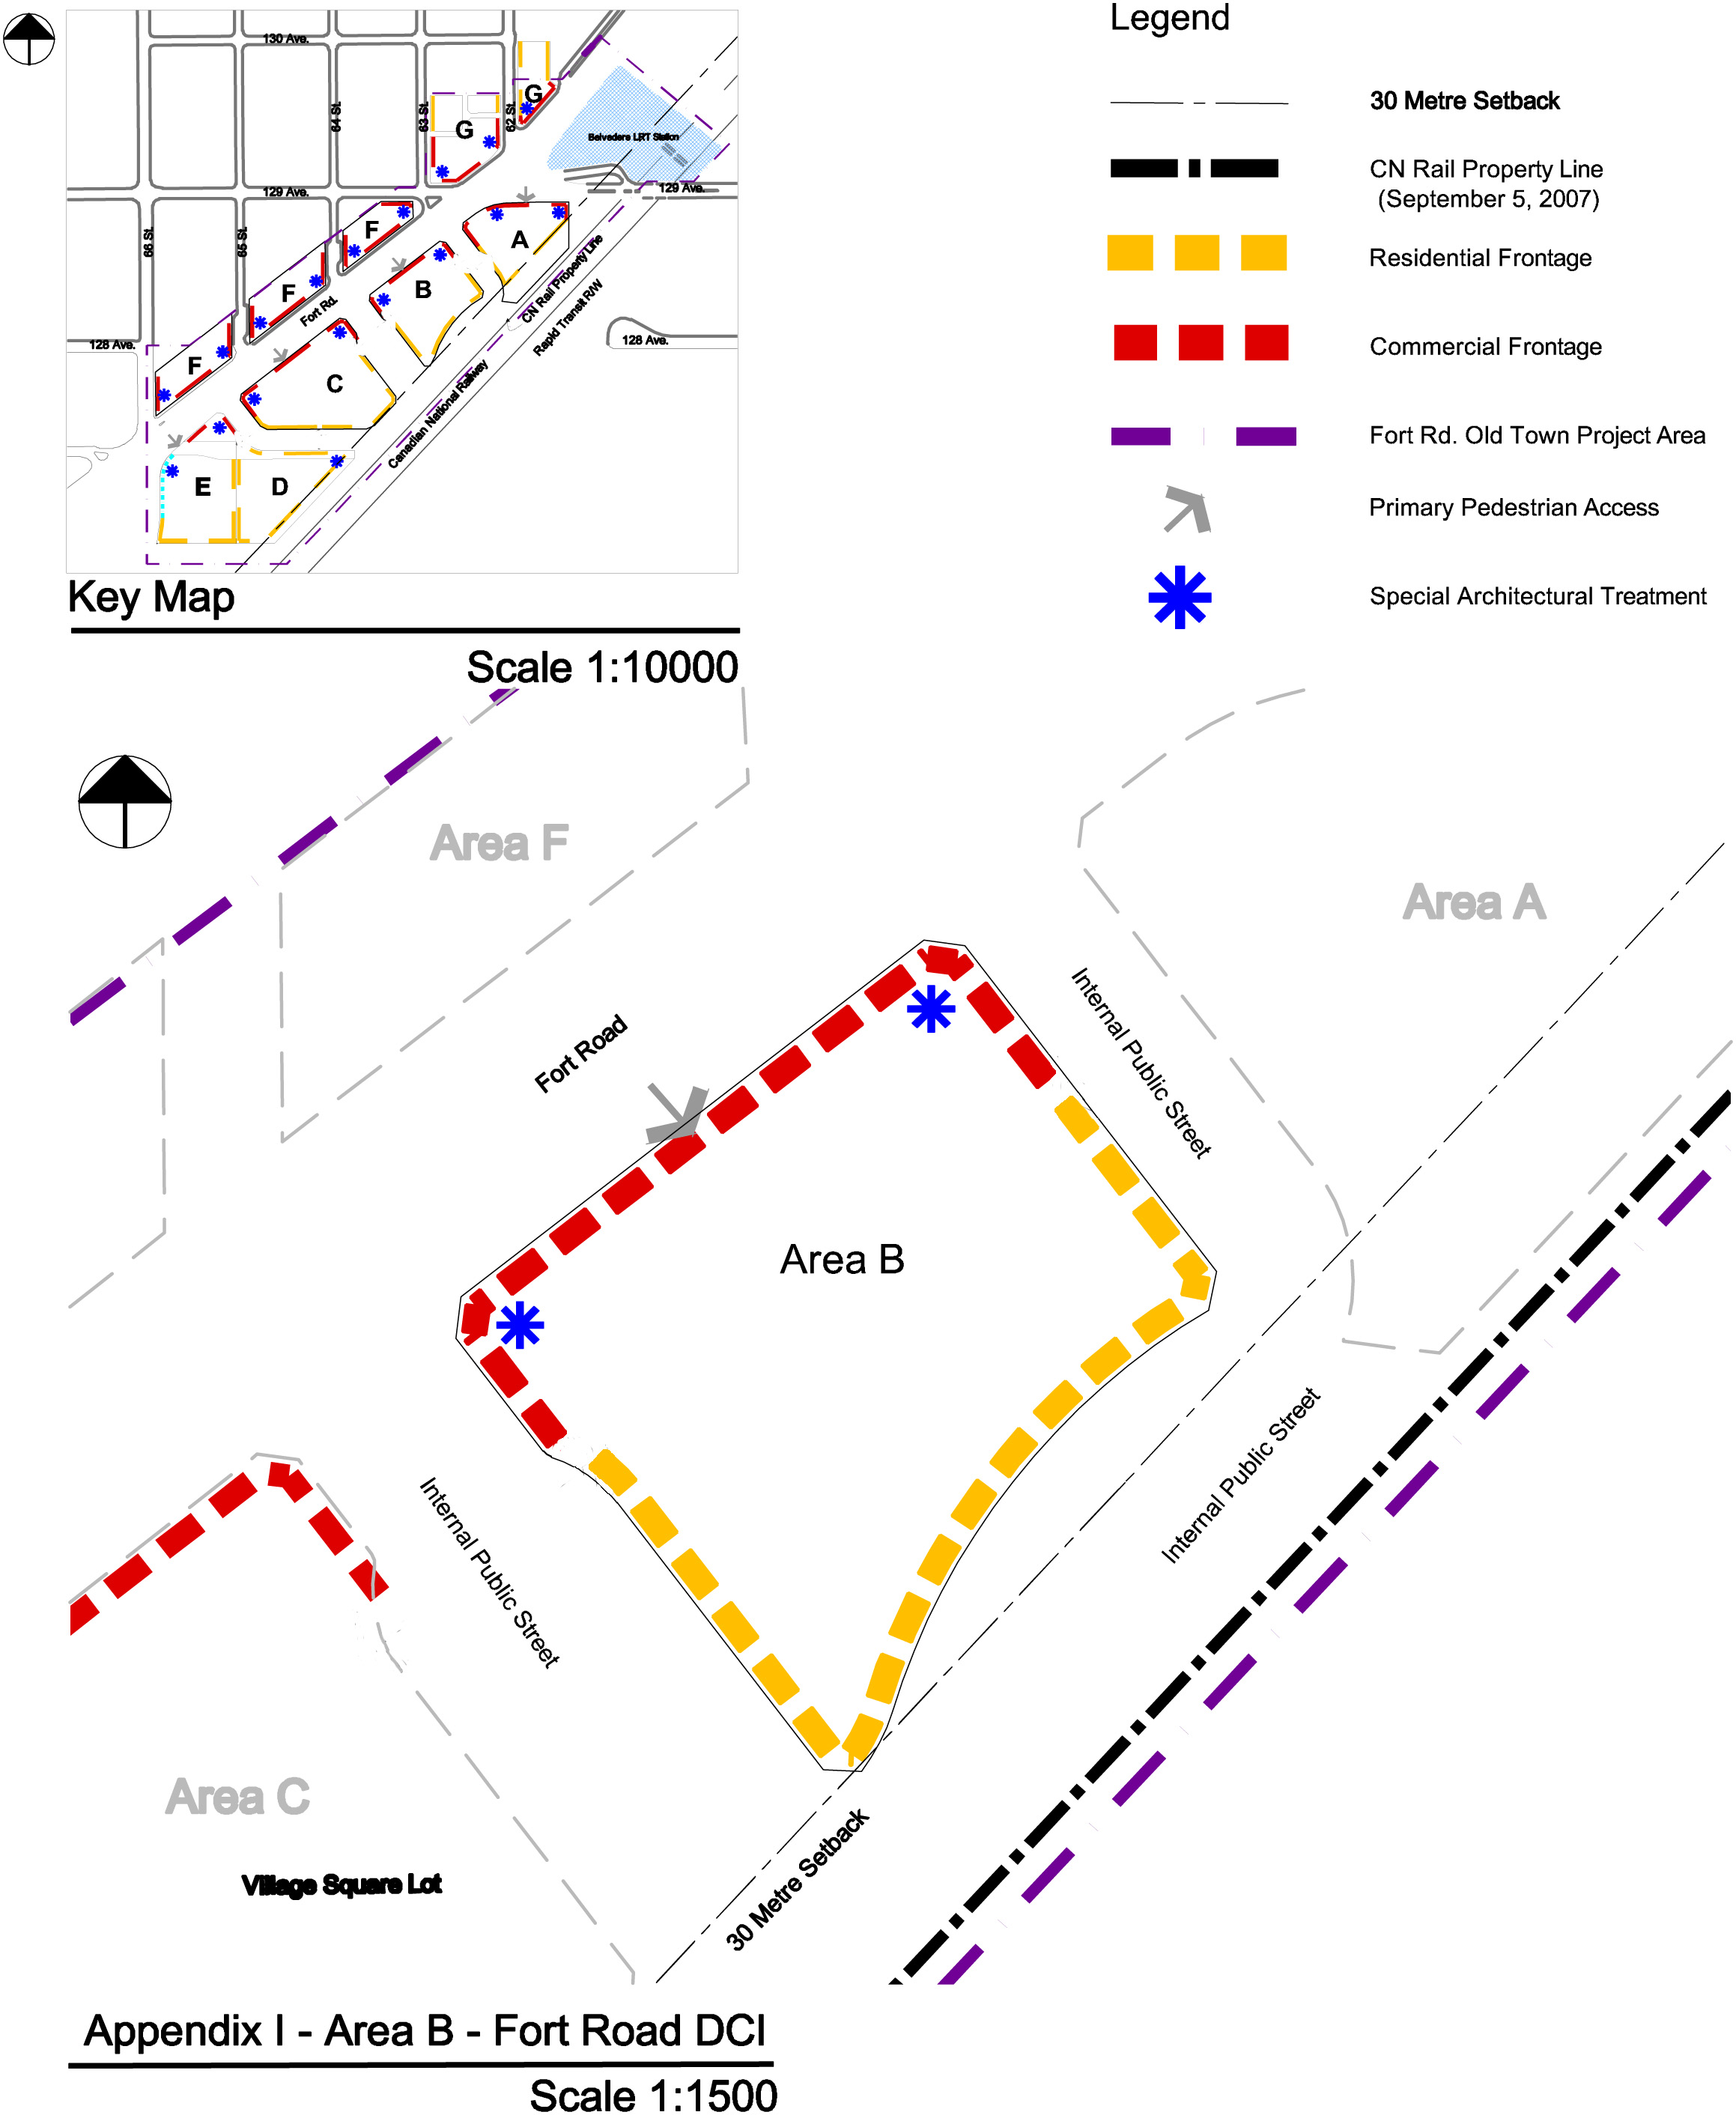 Legend
30 Metre Setback
CN Rail Property Line
(September 5, 2007)
Residential Frontage
Commercial Frontage
Fort Rd. Old Town Project Area
Primary Pedestrian Access
Special Architectural Treatment
130 Ave.
64 St.
63 St.
62 St.
G
G
Belvedere LRT Station
129 Ave.
129 Ave.
66 St.
65 St.
F
A
B
F
Fort Rd.
CN Rail Property Line
Rapid Transit R/W
128 Ave.
128 Ave.
F
C
Canadian National Railway
E
D
Key Map
Scale 1:10000
Area F
Area A
Fort Road
Internal Public Street
Area B
Internal Public Street
Internal Public Street
Area C
Village Square Lot
30 Metre Setback
Appendix I - Area B - Fort Road DCI
Scale 1:1500